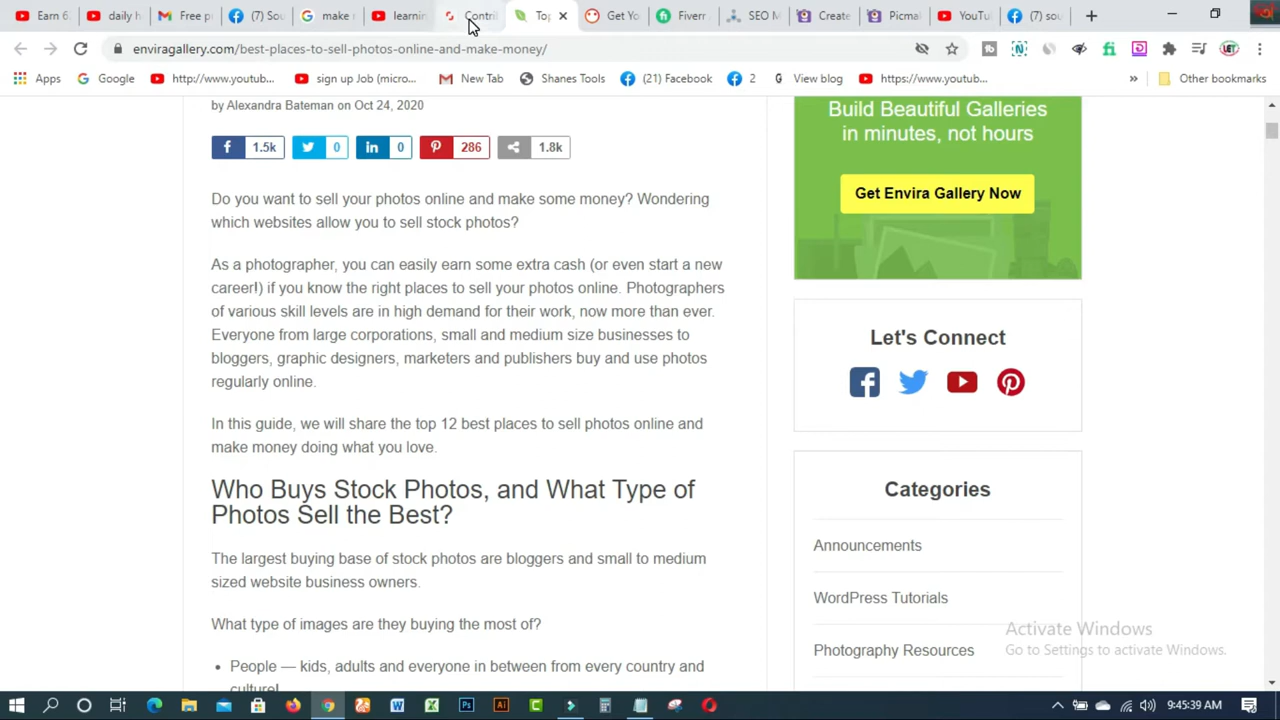 Earn 6
daily h
Free p
(7) Sou
make
learnin
Contri
Top
Get Yo
Fiverr
SEO M
Create
Picma
YouTu
(7) sou
enviragallery.com/best-places-to-sell-photos-online-and-make-money/
Apps
Google
http://www.youtub...
sign up Job (micro...
New Tab
Shanes Tools
(21) Facebook
2
View blog
https://www.youtub...
»
Other bookmarks
by Alexandra Bateman on Oct 24, 2020
1.5k
0
0
286
1.8k
Do you want to sell your photos online and make some money? Wondering
which websites allow you to sell stock photos?
As a photographer, you can easily earn some extra cash (or even start a new
career!) if you know the right places to sell your photos online. Photographers
of various skill levels are in high demand for their work, now more than ever.
Everyone from large corporations, small and medium size businesses to
bloggers, graphic designers, marketers and publishers buy and use photos
regularly online.
In this guide, we will share the top 12 best places to sell photos online and
make money doing what you love.
Who Buys Stock Photos, and What Type of
Photos Sell the Best?
The largest buying base of stock photos are bloggers and small to medium
sized website business owners.
What type of images are they buying the most of?
• People — kids, adults and everyone in between from every country and
culture!
Build Beautiful Galleries
in minutes, not hours
Get Envira Gallery Now
Let's Connect
Categories
Announcements
WordPress Tutorials
Photography Resources
Activate Windows
Go to Settings to activate Windows.
9:45:39 AM